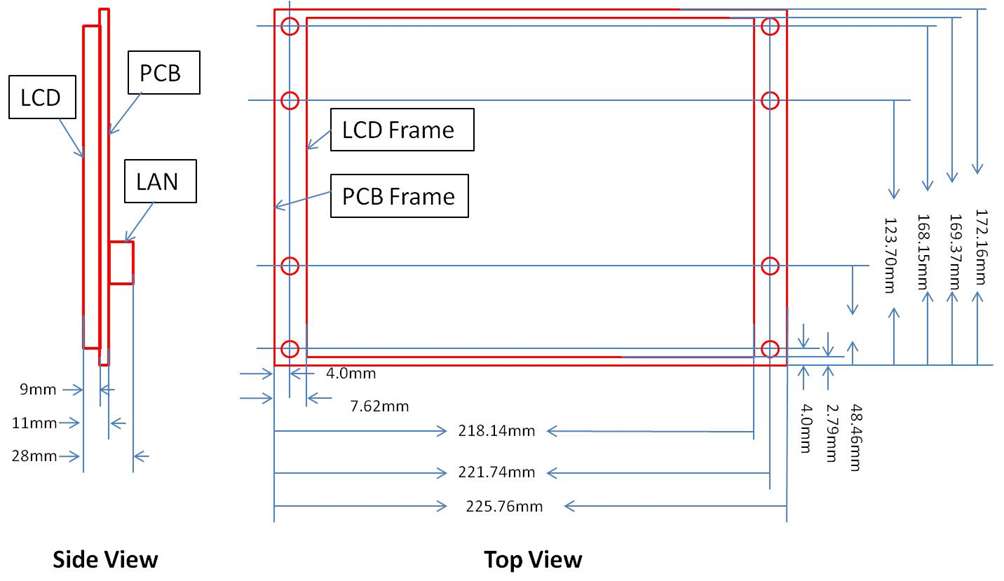 PCB
LCD
LAN
LCD Frame
PCB Frame
172.16mm
169.37mm
168.15mm
123.70mm
9mm
11mm
28mm
4.0mm
7.62mm
218.14mm
221.74mm
225.76mm
4.0mm
2.79mm
48.46mm
Side View
Top View